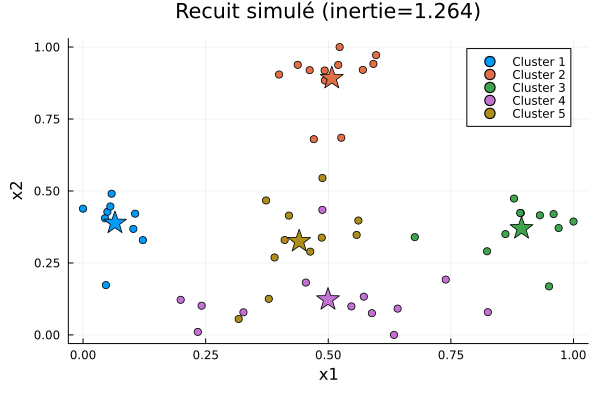 Recuit simulé (inertie=1.264)
1.00
Cluster 1
Cluster 2
Cluster 3
Cluster 4
Cluster 5
0.75
x2
0.50
0.25
0.00
0.00 0.25 0.50 0.75 1.00
x1